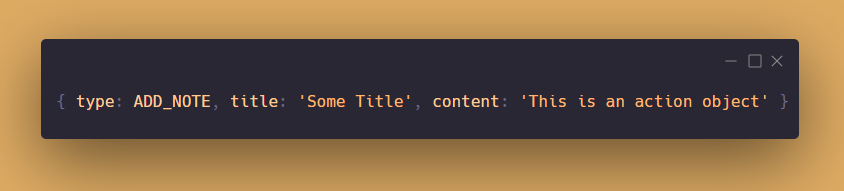 { type: ADD_NOTE, title: 'Some Title', content: 'This is an action object' }